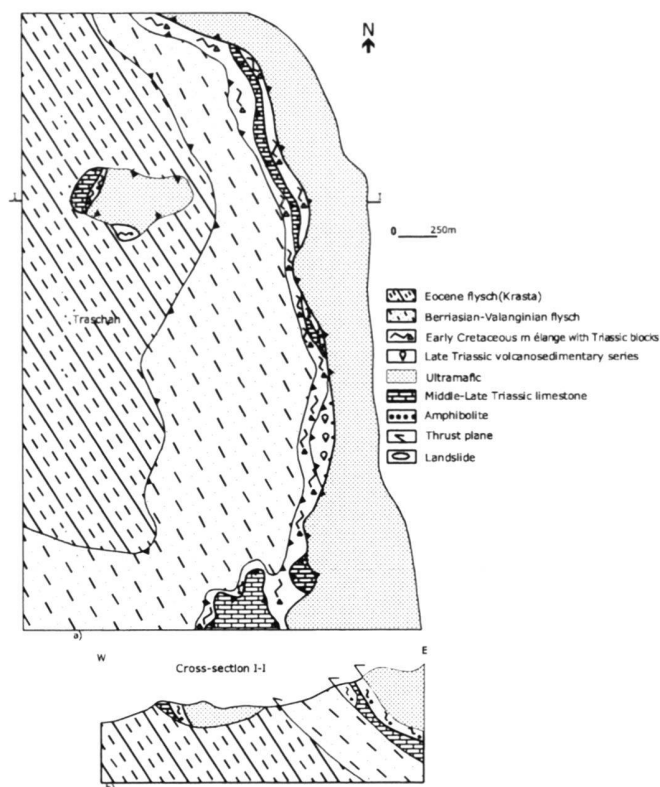 N
I
I
0 250m
Traschah
Eocene flysch(Krasta)
Berriasian-Valanginian flysch
Early Cretaceous m élange with Triassic blocks
Late Triassic volcanosedimentary series
Ultramafic
Middle-Late Triassic limestone
Amphibolite
Thrust plane
Landslide
a)
W
E
Cross-section I-I